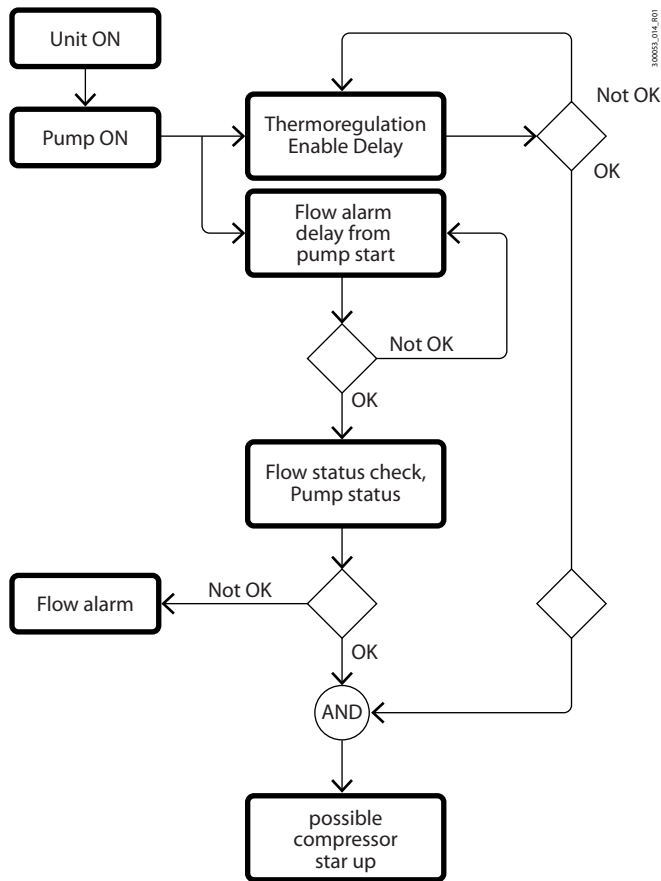 Unit ON
300053_014_R01
Not OK
Pump ON
Thermoregulation
Enable Delay
OK
Flow alarm
delay from
pump start
Not OK
OK
Flow status check,
Pump status
Flow alarm
Not OK
OK
AND
possible
compressor
star up